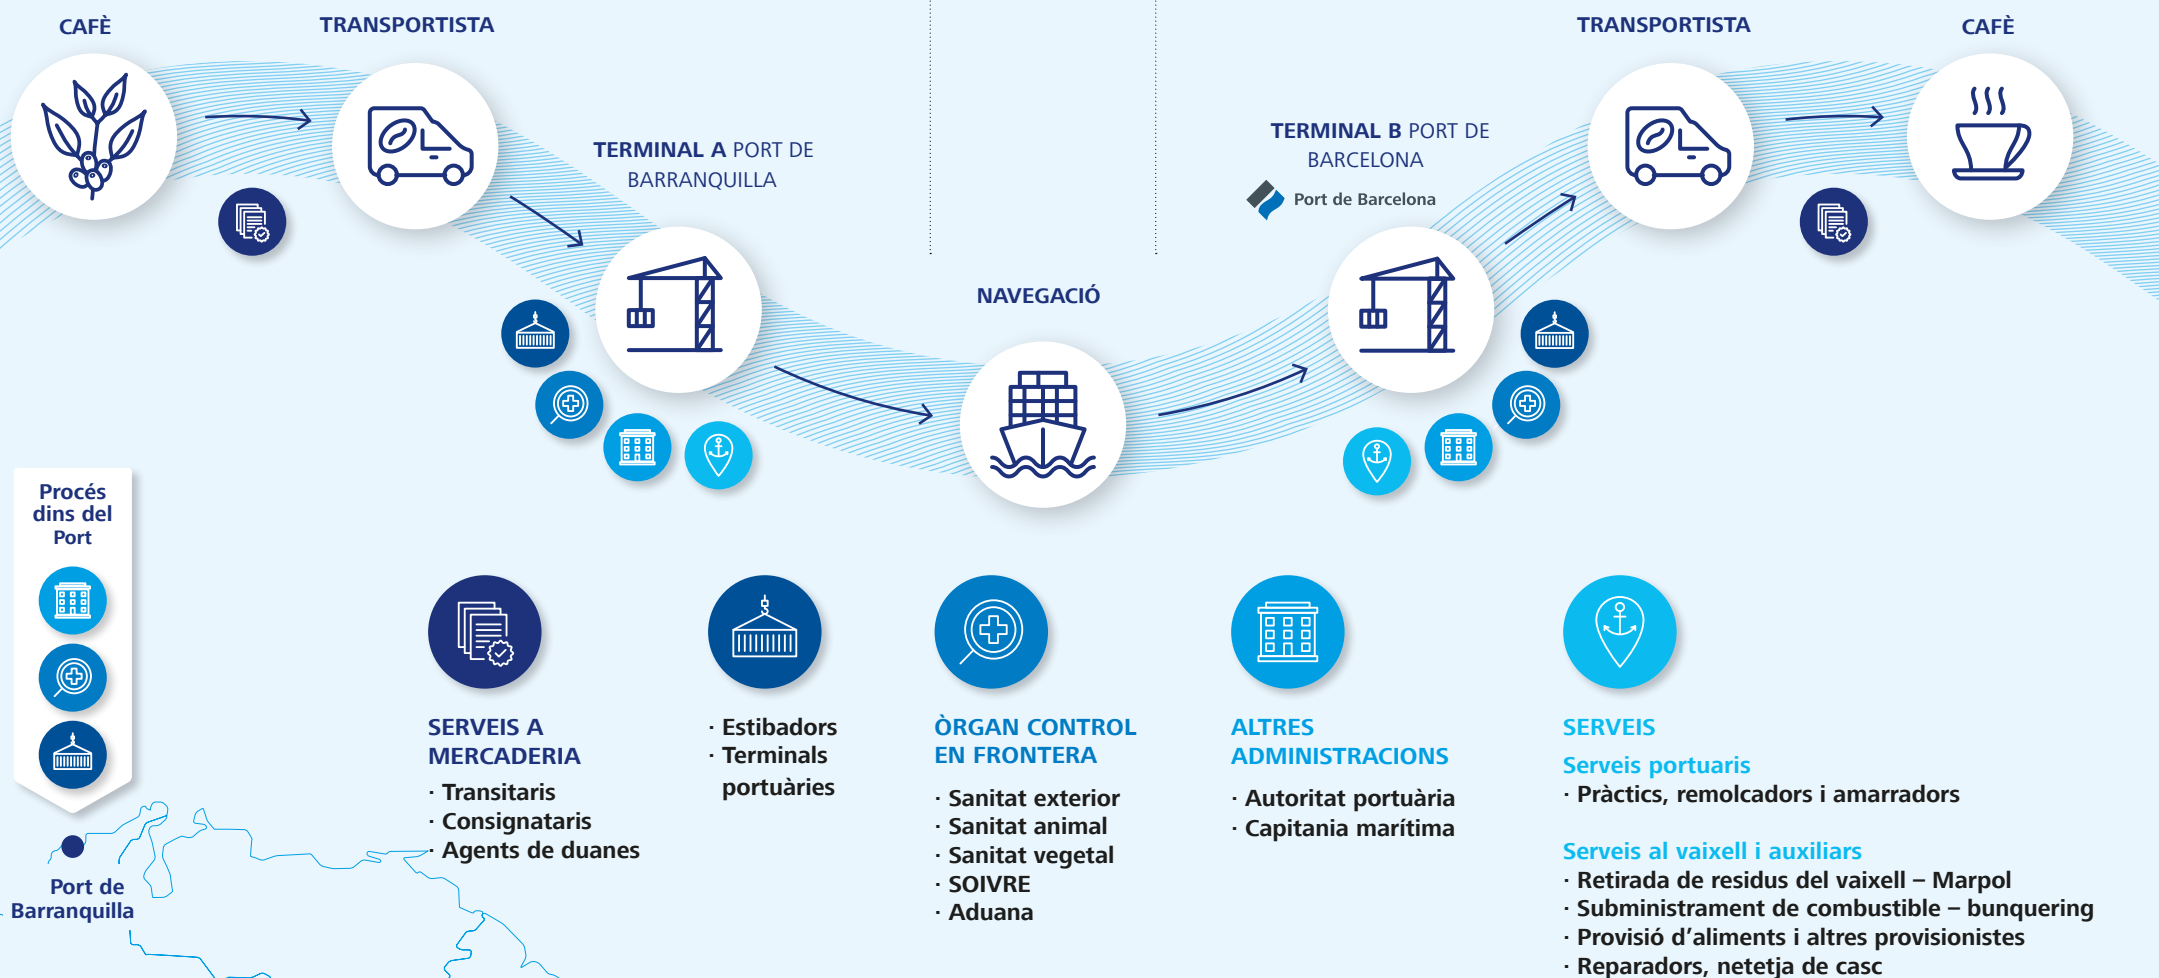 CAFÈ
TRANSPORTISTA
TERMINAL A PORT DE
BARRANQUILLA
NAVEGACIÓ
TERMINAL B PORT DE
BARCELONA
Port de Barcelona
TRANSPORTISTA
CAFÈ
Procés
dins del
Port
Port de
Barranquilla
SERVEIS A
MERCADERIA
· Transitaris
· Consignataris
· Agents de duanes
· Estibadors
· Terminals
portuàries
ÒRGAN CONTROL
EN FRONTERA
· Sanitat exterior
· Sanitat animal
· Sanitat vegetal
· SOIVRE
· Aduana
ALTRES
ADMINISTRACIONS
· Autoritat portuària
· Capitania marítima
SERVEIS
Serveis portuaris
· Pràctics, remolcadors i amarradors
Serveis al vaixell i auxiliars
· Retirada de residus del vaixell – Marpol
· Subministrament de combustible – bunquering
· Provisió d’aliments i altres provisionistes
· Reparadors, netetja de casc